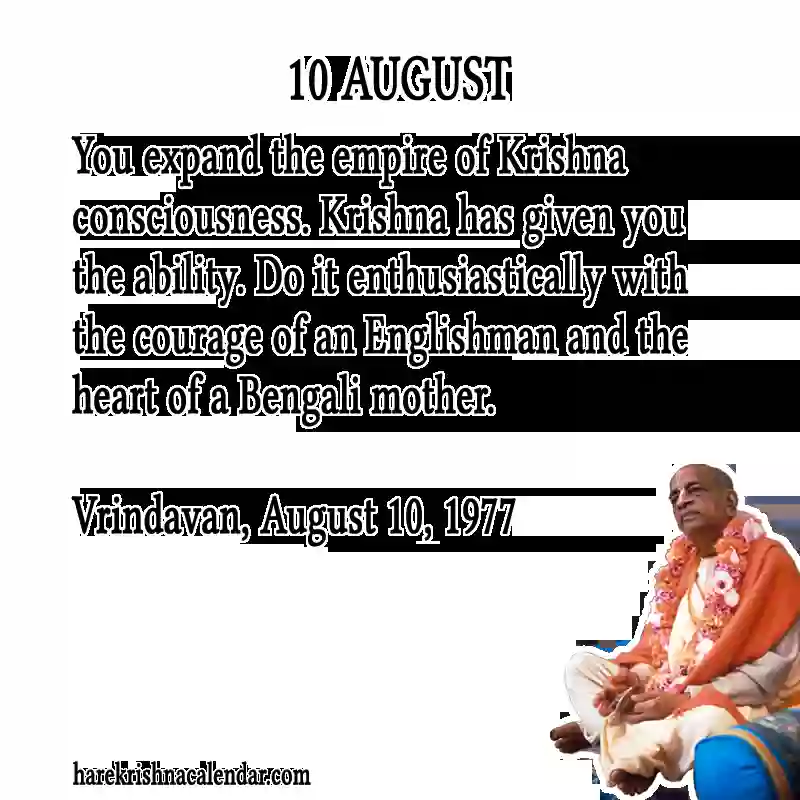 10 AUGUST
You expand the empire of Krishna
consciousness. Krishna has given you
the ability. Do it enthusiastically with
the courage of an Englishman and the
heart of a Bengali mother.
Vrindavan, August 10, 1977
harekrishnacalendar.com